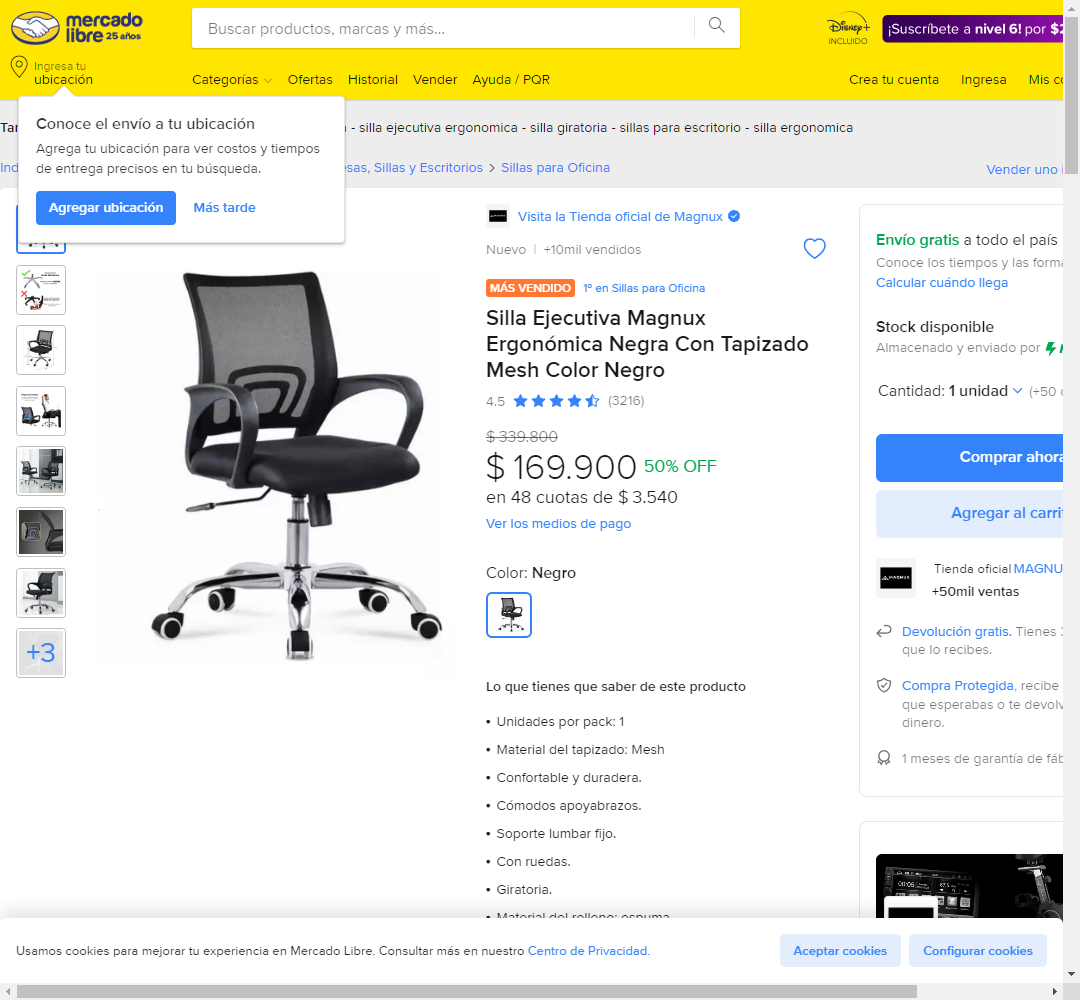 mercado
libre 25 años
Buscar productos, marcas y más...
Disney+
INCLUIDO
¡Suscríbete a nivel 6! por $2
Ingresa tu
ubicación
Categorías
Ofertas
Historial
Vender
Ayuda / PQR
Crea tu cuenta
Ingresa
Mis co
Conoce el envío a tu ubicación
Agrega tu ubicación para ver costos y tiempos
de entrega precisos en tu búsqueda.
Agregar ubicación
Más tarde
- silla ejecutiva ergonomica - silla giratoria - sillas para escritorio - silla ergonomica
esas, Sillas y Escritorios > Sillas para Oficina
Vender uno
Visita la Tienda oficial de Magnux
Nuevo | +10mil vendidos
MÁS VENDIDO 1º en Sillas para Oficina
Silla Ejecutiva Magnux
Ergonómica Negra Con Tapizado
Mesh Color Negro
4.5 (3216)
$ 339.800
$ 169.900 50% OFF
en 48 cuotas de $ 3.540
Ver los medios de pago
Color: Negro
+3
Lo que tienes que saber de este producto
• Unidades por pack: 1
• Material del tapizado: Mesh
• Confortable y duradera.
• Cómodos apoyabrazos.
• Soporte lumbar fijo.
• Con ruedas.
• Giratoria.
• Material del relleno: espuma
Envío gratis a todo el país
Conoce los tiempos y las forma
Calcular cuándo llega
Stock disponible
Almacenado y enviado por
Cantidad: 1 unidad (+50
Comprar ahora
Agregar al carrit
MAGNUX
Tienda oficial MAGNU
+50mil ventas
Devolución gratis. Tienes
que lo recibes.
Compra Protegida, recibe
que esperabas o te devolv
dinero.
1 meses de garantía de fáb
00:06
87.5
Usamos cookies para mejorar tu experiencia en Mercado Libre. Consultar más en nuestro Centro de Privacidad.
Aceptar cookies
Configurar cookies